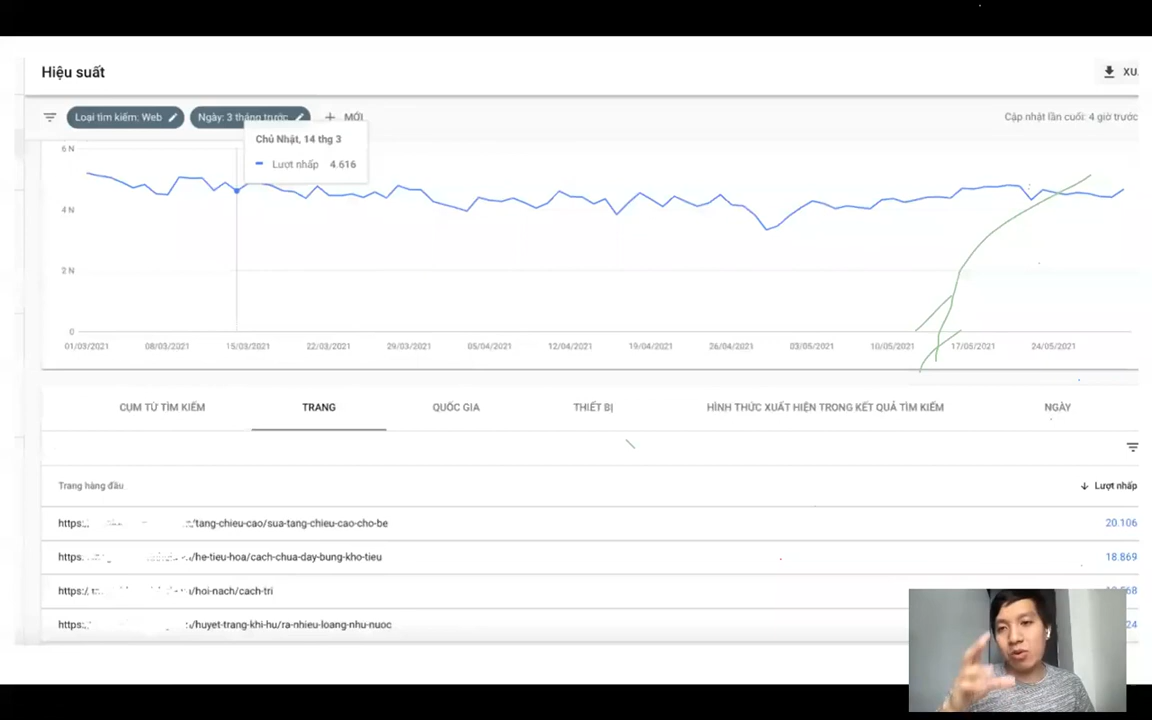 Hiệu suất
XU
Loại tìm kiếm: Web
Ngày: 3 tháng trước
MỚI
Cập nhật lần cuối: 4 giờ trước
Chủ Nhật, 14 thg 3
Lượt nhấp 4.616
6 N
4 N
2 N
0
01/03/2021 08/03/2021 15/03/2021 22/03/2021 29/03/2021 05/04/2021 12/04/2021 19/04/2021 26/04/2021 03/05/2021 10/05/2021 17/05/2021 24/05/2021
CỤM TỪ TÌM KIẾM TRANG QUỐC GIA THIẾT BỊ HÌNH THỨC XUẤT HIỆN TRONG KẾT QUẢ TÌM KIẾM NGÀY
Trang hàng đầu Lượt nhấp
https: /tang-chieu-cao/sua-tang-chieu-cao-cho-be 20.106
https: /he-tieu-hoa/cach-chua-day-bung-kho-tieu 18.869
https: /hoi-nach/cach-tri
https: /huyet-trang-khi-hu/ra-nhieu-loang-nhu-nuoc 24